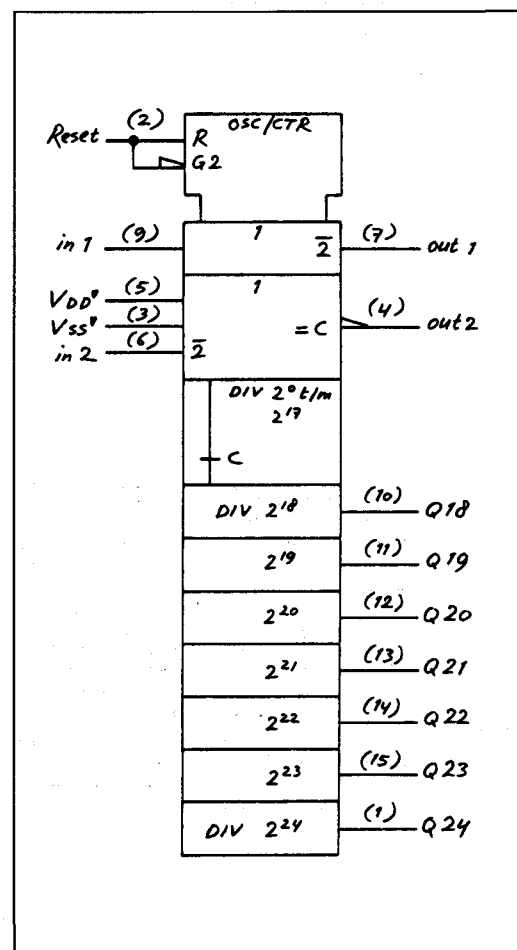 OSC/CTR
Reset (2) R
G2
in 1 (9) 1 2̅ (7) out 1
VDD' (5) 1
VSS' (3) = C (4) out 2
in 2 (6) 2̅
DIV 2⁰ t/m
2¹⁷
C
DIV 2¹⁸ (10) Q18
2¹⁹ (11) Q19
2²⁰ (12) Q20
2²¹ (13) Q21
2²² (14) Q22
2²³ (15) Q23
DIV 2²⁴ (1) Q24